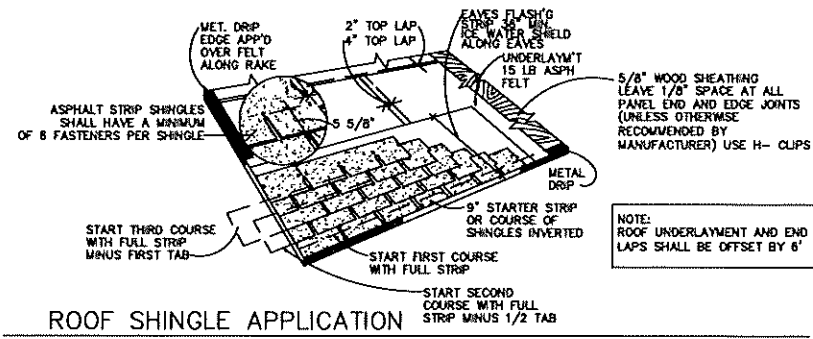 MET. DRIP
EDGE APP'D
OVER FELT
ALONG RAKE
2" TOP LAP
4" TOP LAP
EAVES FLASH'G
STRIP 36" MIN.
ICE WATER SHIELD
ALONG EAVES
UNDERLAYM'T
15 LB ASPH
FELT
5/8" WOOD SHEATHING
LEAVE 1/8" SPACE AT ALL
PANEL END AND EDGE JOINTS
(UNLESS OTHERWISE
RECOMMENDED BY
MANUFACTURER) USE H- CLIPS
ASPHALT STRIP SHINGLES
SHALL HAVE A MINIMUM
OF 6 FASTENERS PER SHINGLE
5 5/8"
METAL
DRIP
9" STARTER STRIP
OR COURSE OF
SHINGLES INVERTED
NOTE:
ROOF UNDERLAYMENT AND END
LAPS SHALL BE OFFSET BY 6'
START THIRD COURSE
WITH FULL STRIP
MINUS FIRST TAB
START FIRST COURSE
WITH FULL STRIP
START SECOND
COURSE WITH FULL
STRIP MINUS 1/2 TAB
ROOF SHINGLE APPLICATION